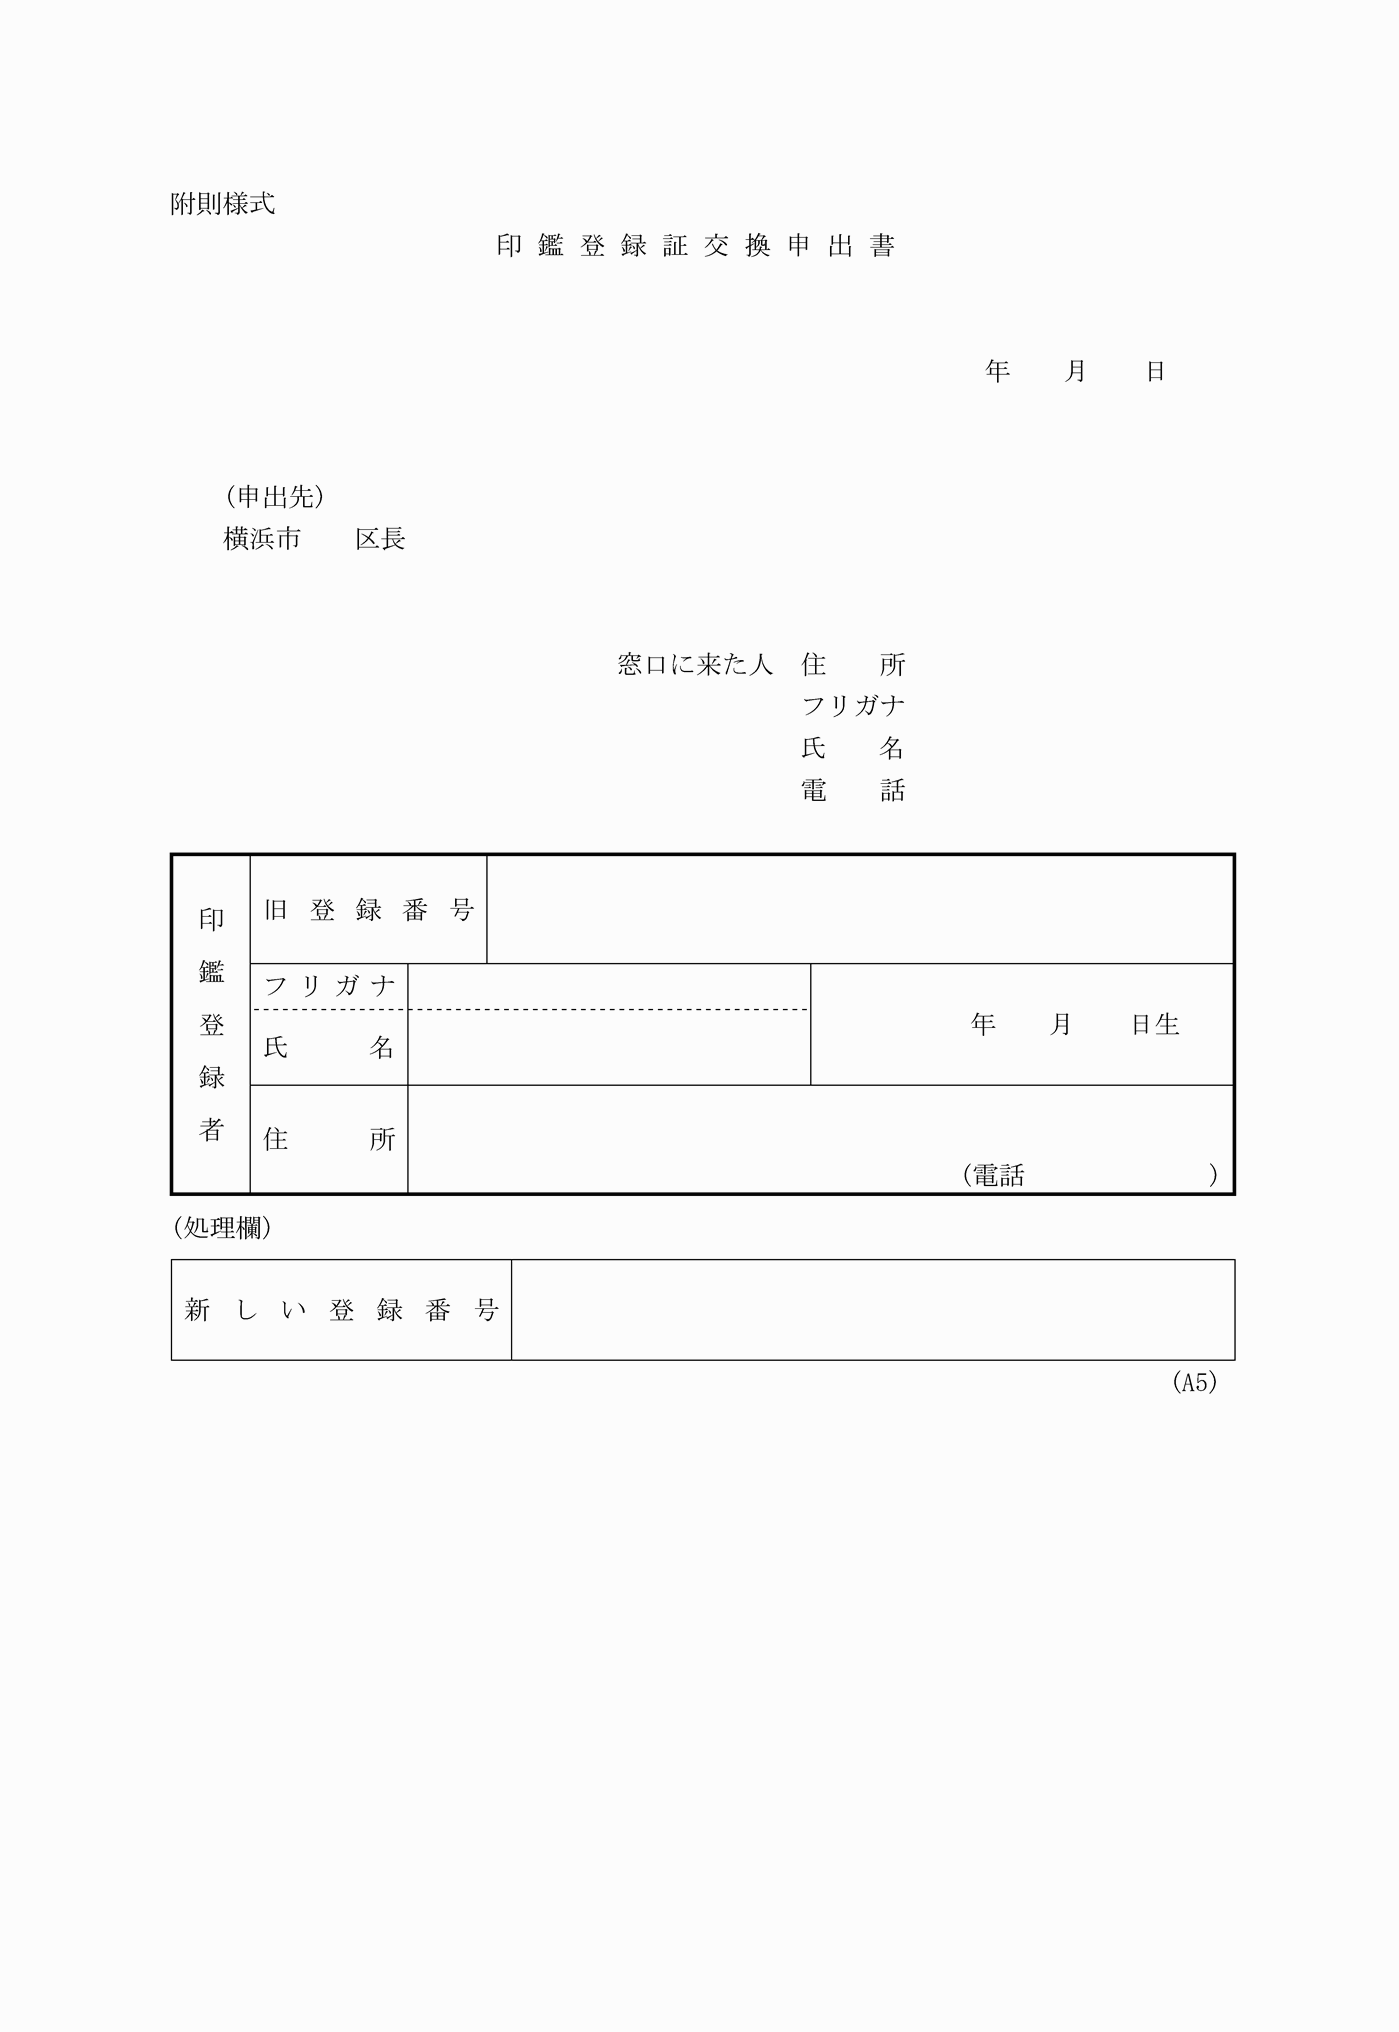 附則様式
印鑑登録証交換申出書
年　　月　　日
（申出先）
横浜市　　区長
窓口に来た人　住　　所
フリガナ
氏　　名
電　　話
印鑑登録者
旧登録番号
フリガナ
氏　　　名
年　　月　　日生
住　　　所
（電話　　　　　　　）
（処理欄）
新しい登録番号
（A5）